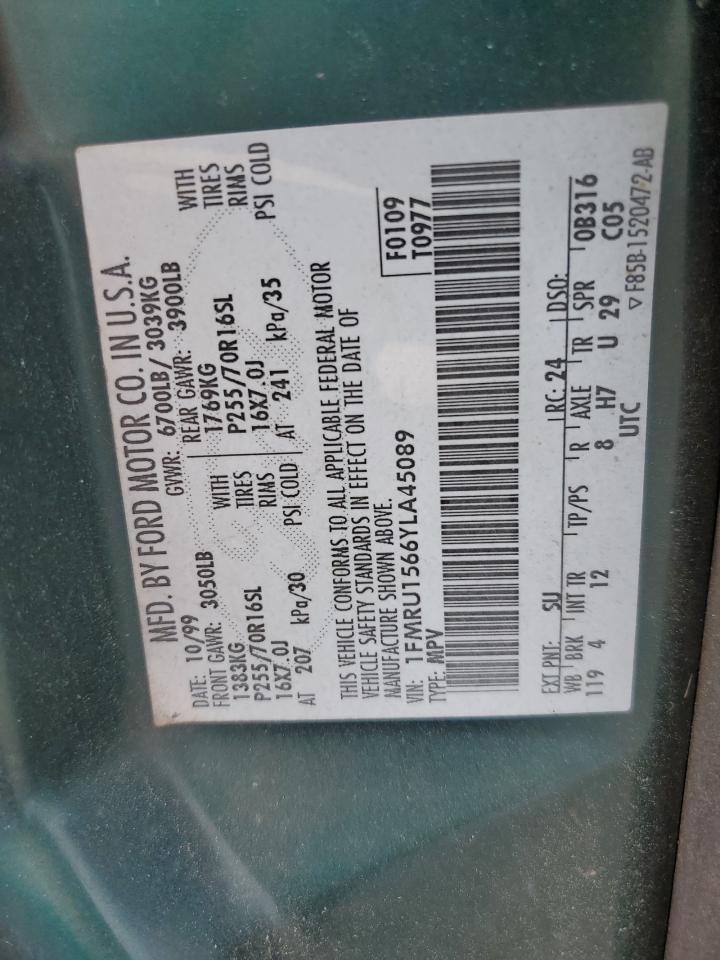 MFD. BY FORD MOTOR CO. IN U.S.A.
DATE: 10/99 GVWR: 6700LB/ 3039KG
FRONT GAWR: 3050LB REAR GAWR: 3900LB
1383KG WITH 1769KG WITH
P255/70R16SL TIRES P255/70R16SL TIRES
16X7.0J RIMS 16X7.0J RIMS
AT 207 kPa/30 PSI COLD AT 241 kPa/35 PSI COLD
THIS VEHICLE CONFORMS TO ALL APPLICABLE FEDERAL MOTOR
VEHICLE SAFETY STANDARDS IN EFFECT ON THE DATE OF
MANUFACTURE SHOWN ABOVE.
VIN: 1FMRU1566YLA45089 F0109
TYPE: MPV T0977
EXT PNT: SU RC: 24 DSO:
WB BRK INT TR TP/PS R AXLE TR SPR 0B316
119 4 12 8 H7 U 29 C05
UTC ▽ F85B-1520472-AB